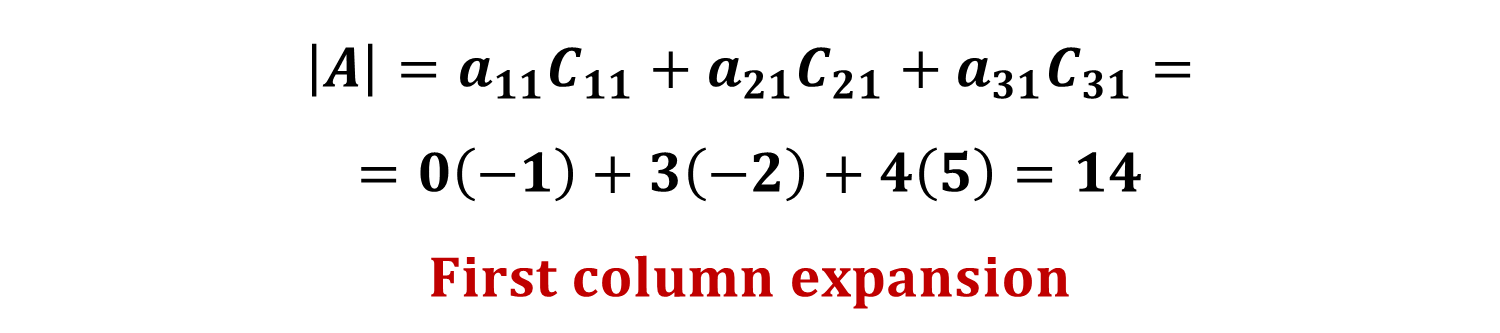 |A| = a₁₁C₁₁ + a₂₁C₂₁ + a₃₁C₃₁ =
= 0(−1) + 3(−2) + 4(5) = 14
First column expansion